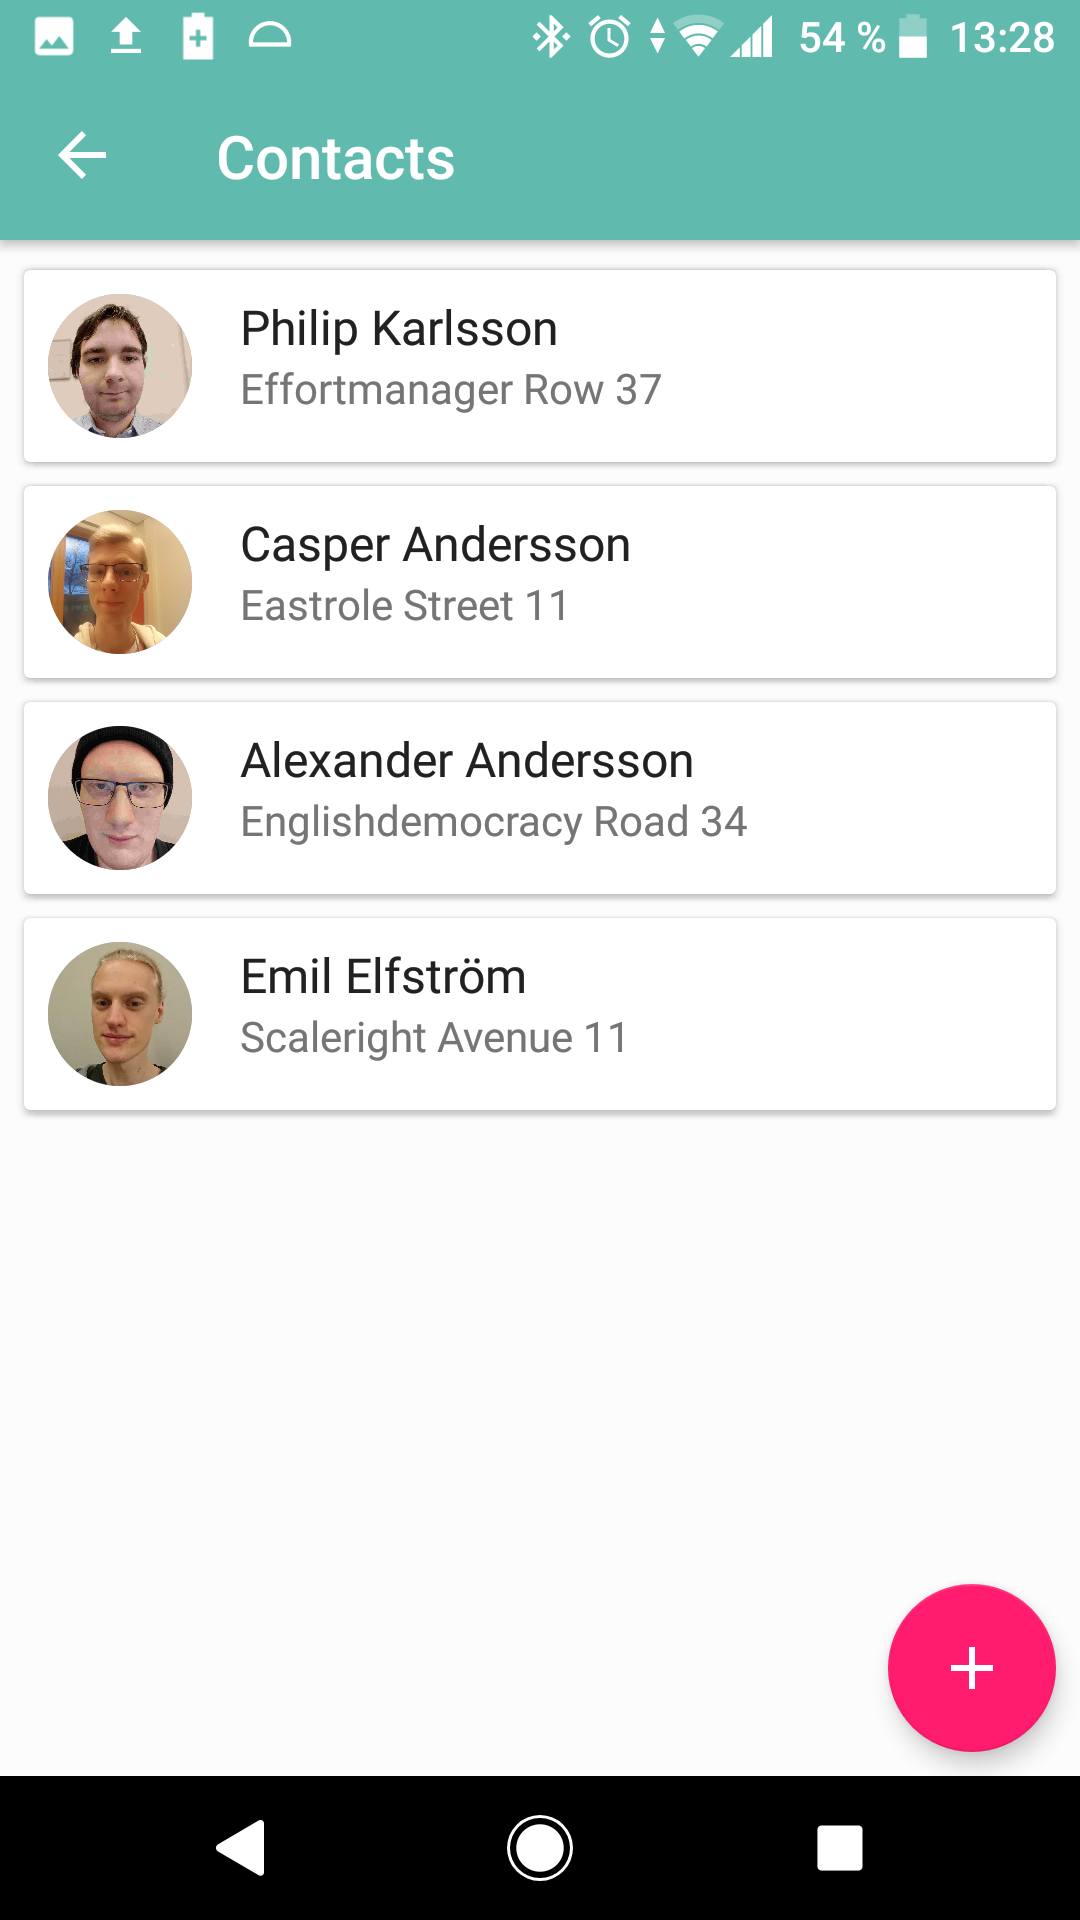 54 % 13:28
Contacts
Philip Karlsson
Effortmanager Row 37
Casper Andersson
Eastrole Street 11
Alexander Andersson
Englishdemocracy Road 34
Emil Elfström
Scaleright Avenue 11